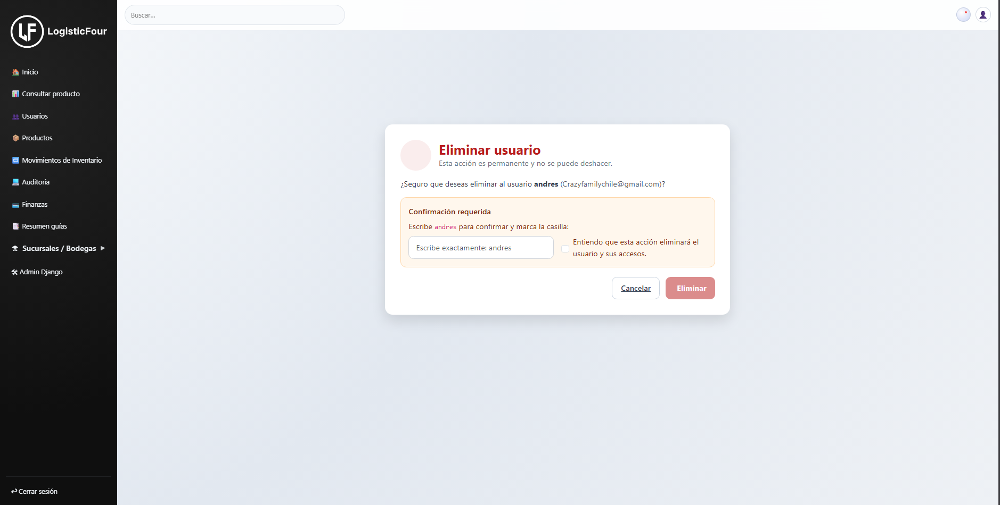 LogisticFour
Buscar...
Inicio
Consultar producto
Usuarios
Productos
Movimientos de Inventario
Auditoria
Finanzas
Resumen guías
Sucursales / Bodegas
Admin Django
Cerrar sesión
Eliminar usuario
Esta acción es permanente y no se puede deshacer.
¿Seguro que deseas eliminar al usuario andres (Crazyfamilychile@gmail.com)?
Confirmación requerida
Escribe andres para confirmar y marca la casilla:
Escribe exactamente: andres
Entiendo que esta acción eliminará el
usuario y sus accesos.
Cancelar
Eliminar